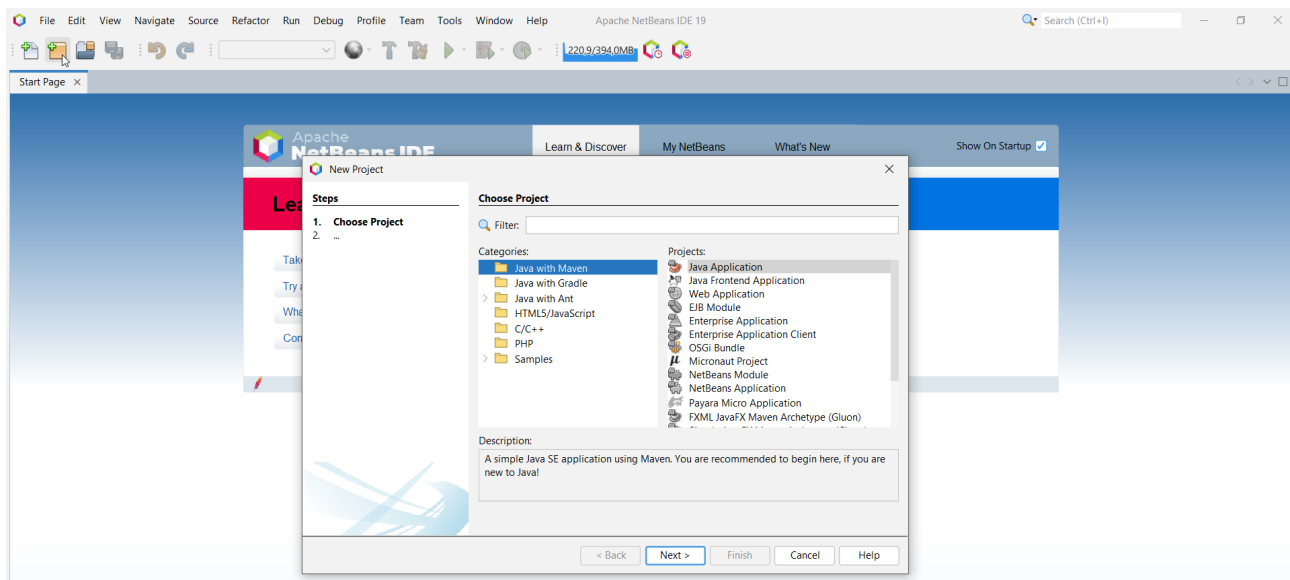 File Edit View Navigate Source Refactor Run Debug Profile Team Tools Window Help Apache NetBeans IDE 19 Search (Ctrl+I)
220,9/394,0MB
Start Page
Apache
NetBeans IDE
Learn & Discover My NetBeans What's New Show On Startup
New Project
Steps
1. Choose Project
2. ...
Choose Project
Filter:
Categories: Projects:
Java with Maven
Java with Gradle
Java with Ant
HTML5/JavaScript
C/C++
PHP
Samples
Java Application
Java Frontend Application
Web Application
EJB Module
Enterprise Application
Enterprise Application Client
OSGi Bundle
Micronaut Project
NetBeans Module
NetBeans Application
Payara Micro Application
FXML JavaFX Maven Archetype (Gluon)
Description:
A simple Java SE application using Maven. You are recommended to begin here, if you are
new to Java!
< Back Next > Finish Cancel Help
Lea
Take
Try a
Wha
Com